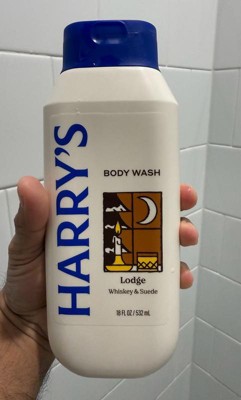 HARRY'S
BODY WASH
Lodge
Whiskey & Suede
18 FL OZ / 532 mL